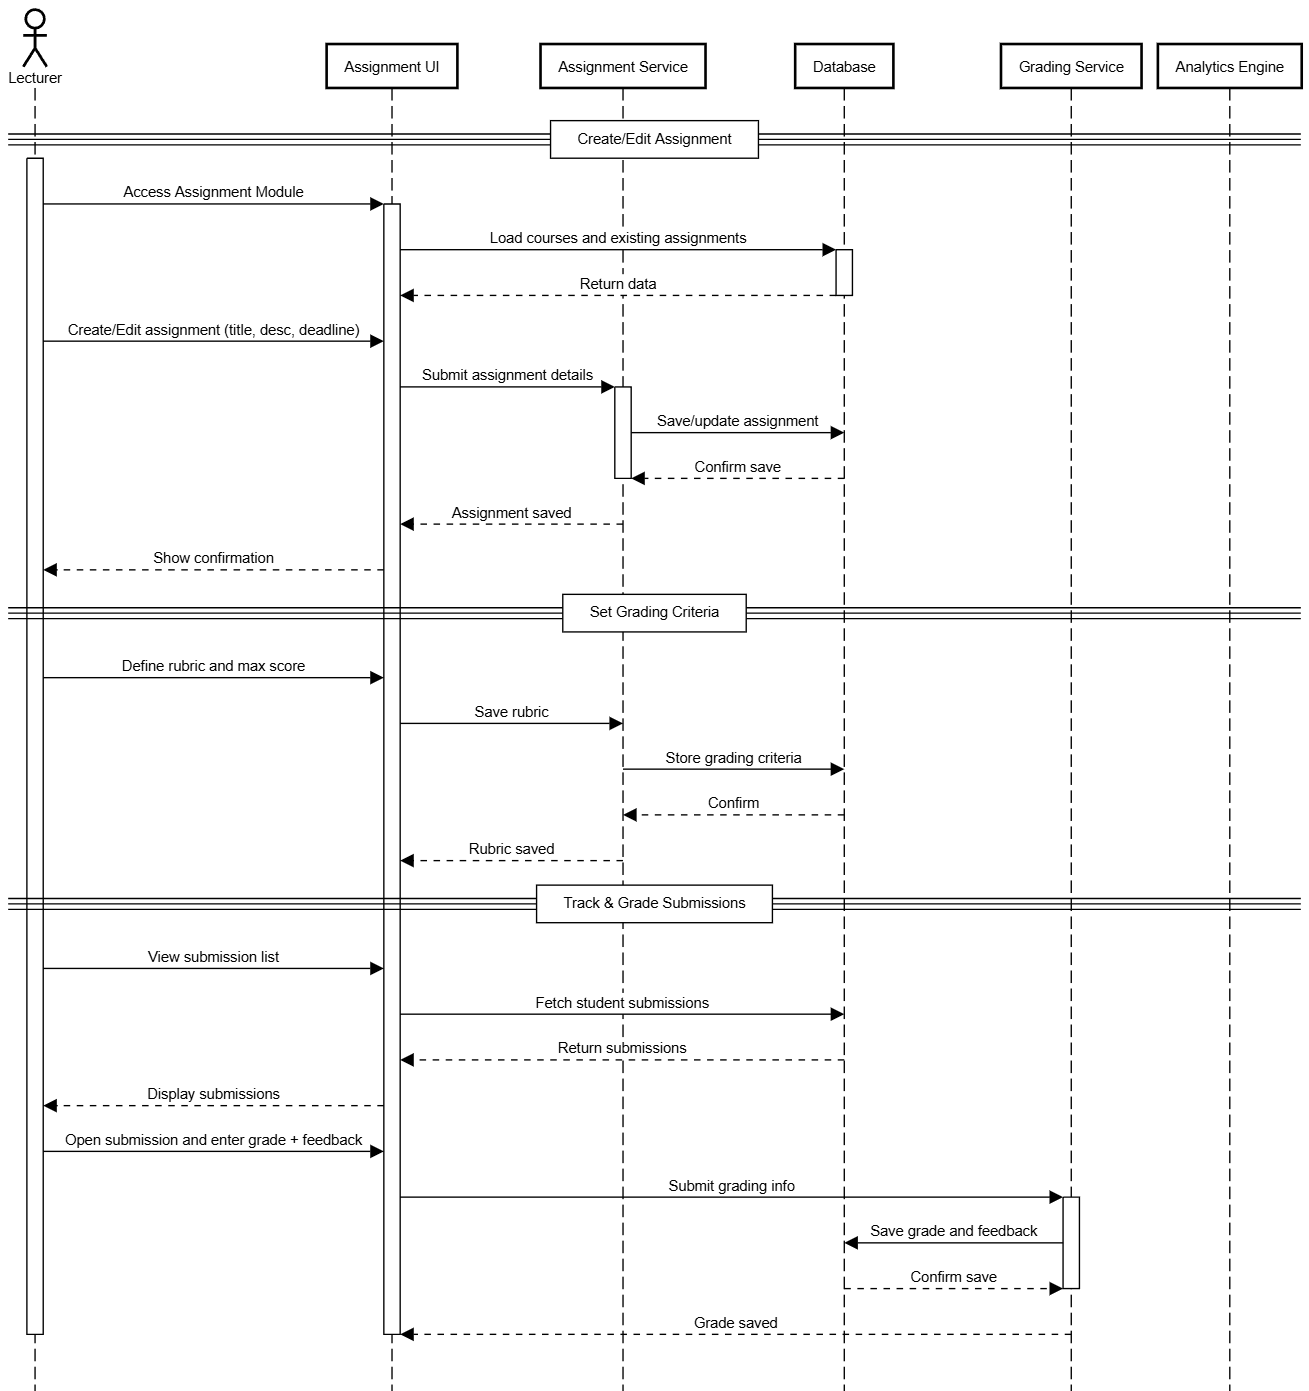 Lecturer
Assignment UI
Assignment Service
Database
Grading Service
Analytics Engine
Create/Edit Assignment
Access Assignment Module
Load courses and existing assignments
Return data
Create/Edit assignment (title, desc, deadline)
Submit assignment details
Save/update assignment
Confirm save
Assignment saved
Show confirmation
Set Grading Criteria
Define rubric and max score
Save rubric
Store grading criteria
Confirm
Rubric saved
Track & Grade Submissions
View submission list
Fetch student submissions
Return submissions
Display submissions
Open submission and enter grade + feedback
Submit grading info
Save grade and feedback
Confirm save
Grade saved